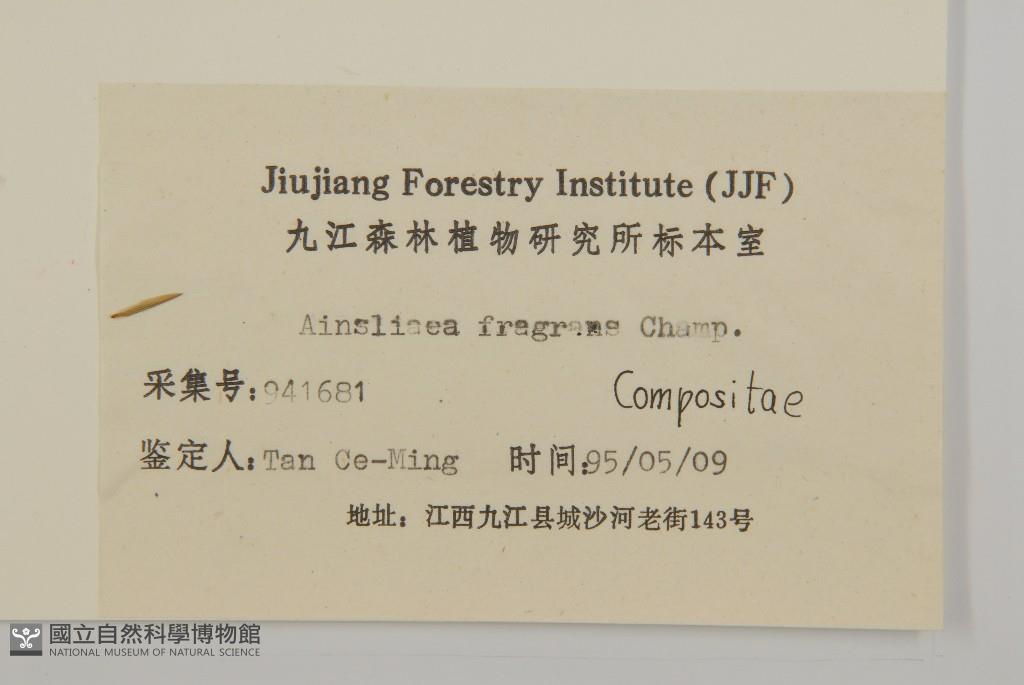 Jiujiang Forestry Institute (JJF)
九江森林植物研究所标本室
Ainsliaea fragrans Champ.
采集号:941681
Compositae
鉴定人:Tan Ce-Ming 时间:95/05/09
地址：江西九江县城沙河老街143号
國立自然科學博物館
NATIONAL MUSEUM OF NATURAL SCIENCE